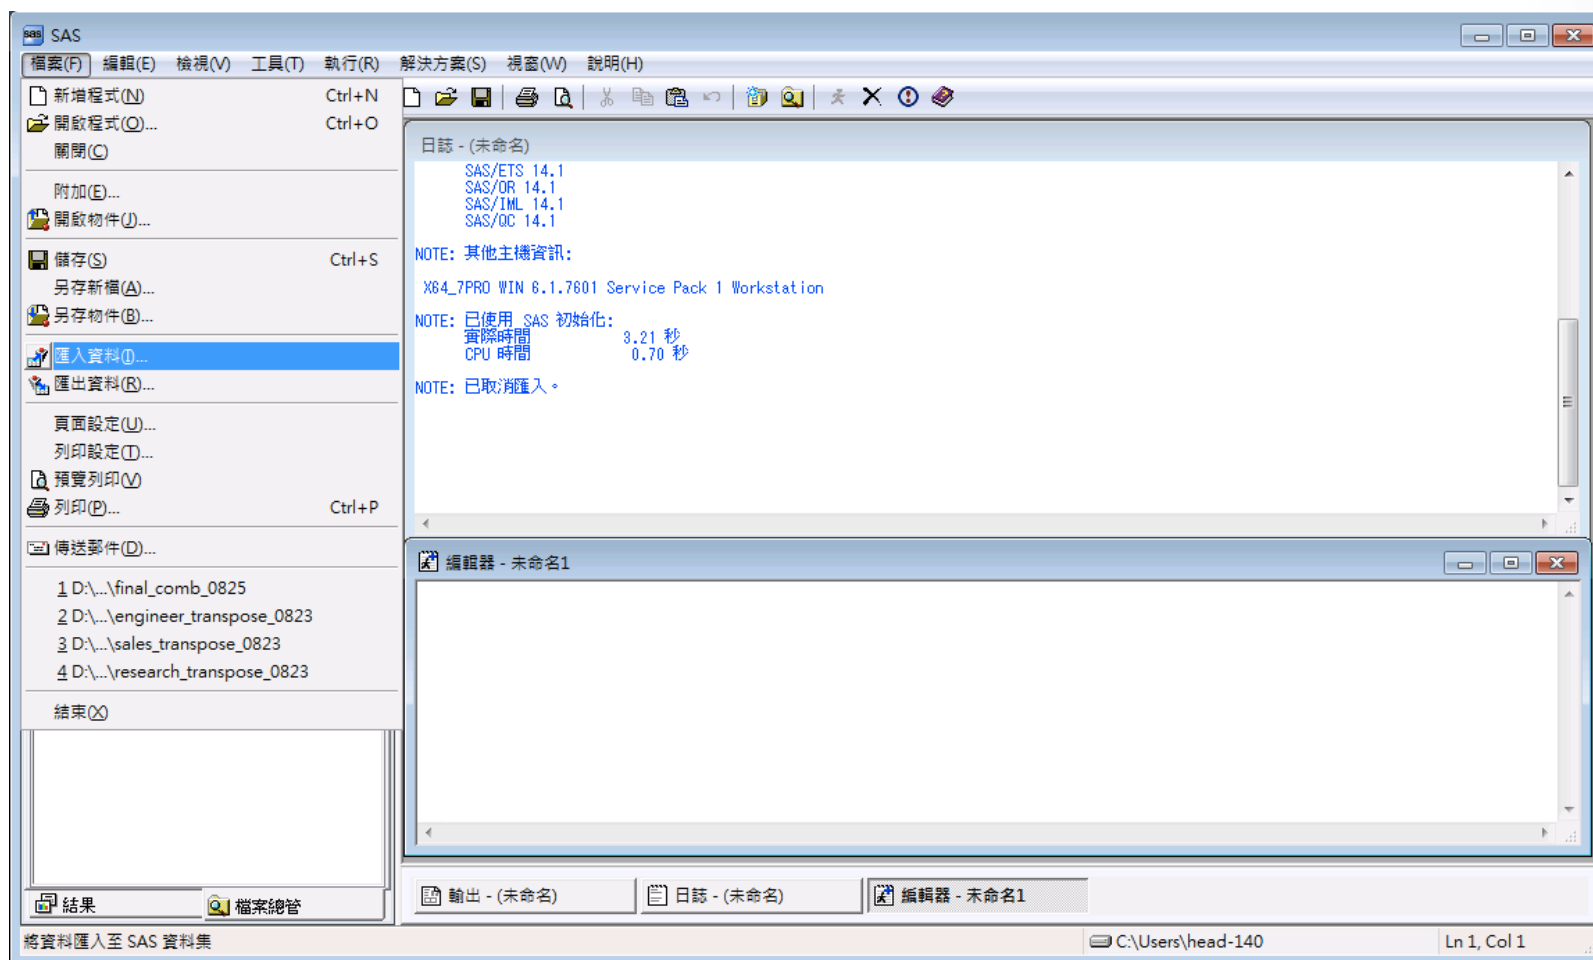 SAS
檔案(F) 編輯(E) 檢視(V) 工具(T) 執行(R) 解決方案(S) 視窗(W) 說明(H)
新增程式(N) Ctrl+N
開啟程式(O)... Ctrl+O
關閉(C)
附加(E)...
開啟物件(J)...
儲存(S) Ctrl+S
另存新檔(A)...
另存物件(B)...
匯入資料(I)...
匯出資料(R)...
頁面設定(U)...
列印設定(T)...
預覽列印(V)
列印(P)... Ctrl+P
傳送郵件(D)...
1 D:\...\final_comb_0825
2 D:\...\engineer_transpose_0823
3 D:\...\sales_transpose_0823
4 D:\...\research_transpose_0823
結束(X)
日誌 - (未命名)
SAS/ETS 14.1
SAS/OR 14.1
SAS/IML 14.1
SAS/QC 14.1
NOTE: 其他主機資訊:
X64_7PRO WIN 6.1.7601 Service Pack 1 Workstation
NOTE: 已使用 SAS 初始化:
實際時間 3.21 秒
CPU 時間 0.70 秒
NOTE: 已取消匯入。
編輯器 - 未命名1
結果 檔案總管
輸出 - (未命名) 日誌 - (未命名) 編輯器 - 未命名1
將資料匯入至 SAS 資料集 C:\Users\head-140 Ln 1, Col 1